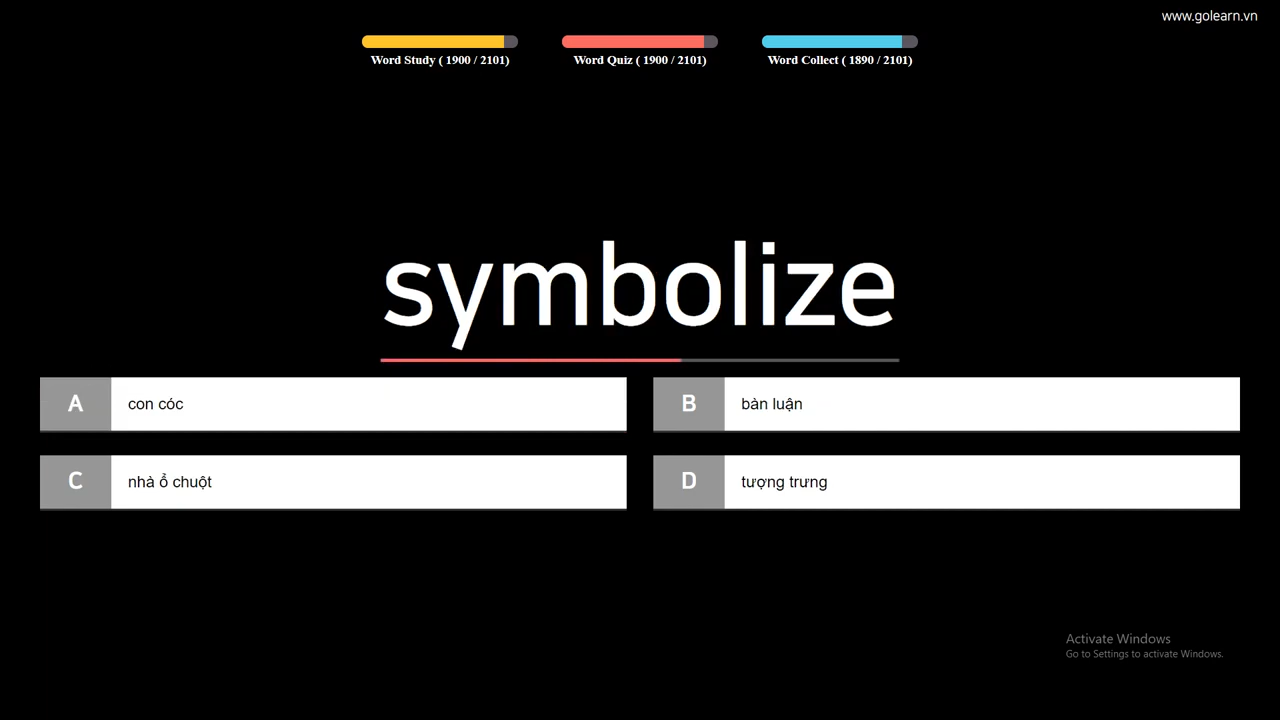 www.golearn.vn
Word Study ( 1900 / 2101)
Word Quiz ( 1900 / 2101)
Word Collect ( 1890 / 2101)
symbolize
A con cóc
B bàn luận
C nhà ổ chuột
D tượng trưng
Activate Windows
Go to Settings to activate Windows.